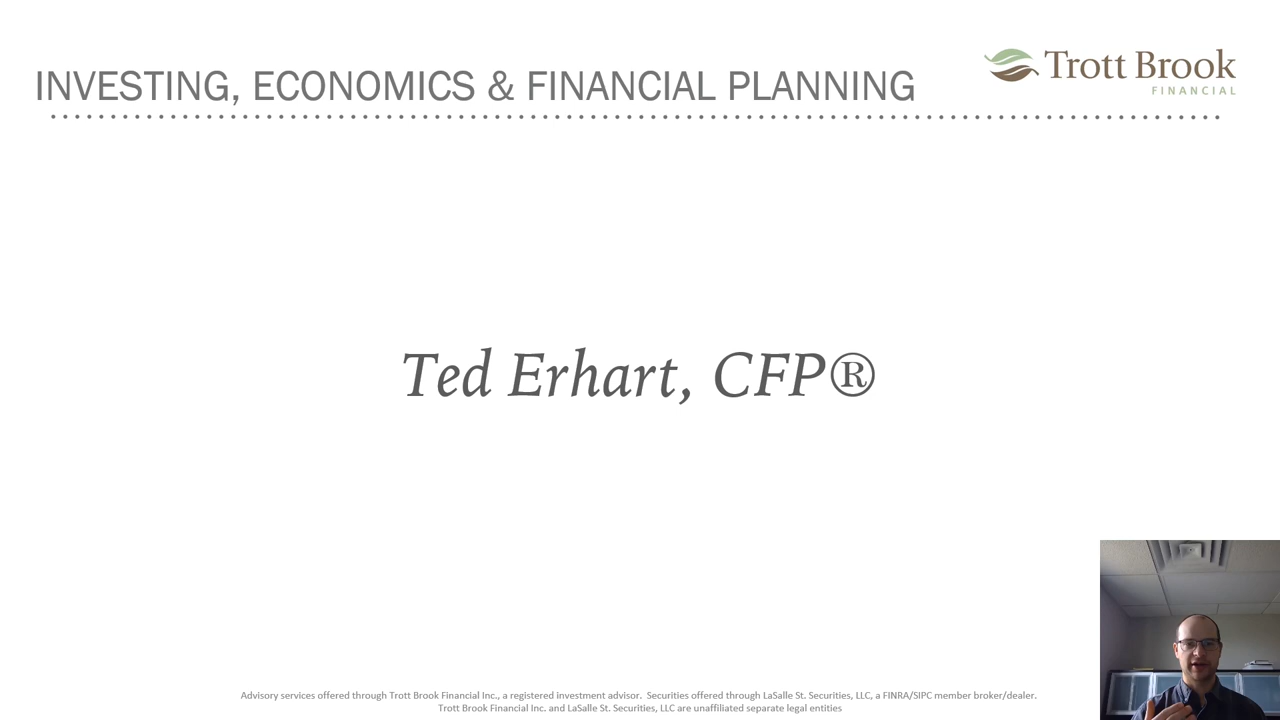 INVESTING, ECONOMICS & FINANCIAL PLANNING
Trott Brook
FINANCIAL
Ted Erhart, CFP®
Advisory services offered through Trott Brook Financial Inc., a registered investment advisor. Securities offered through LaSalle St. Securities, LLC, a FINRA/SIPC member broker/dealer.
Trott Brook Financial Inc. and LaSalle St. Securities, LLC are unaffiliated separate legal entities